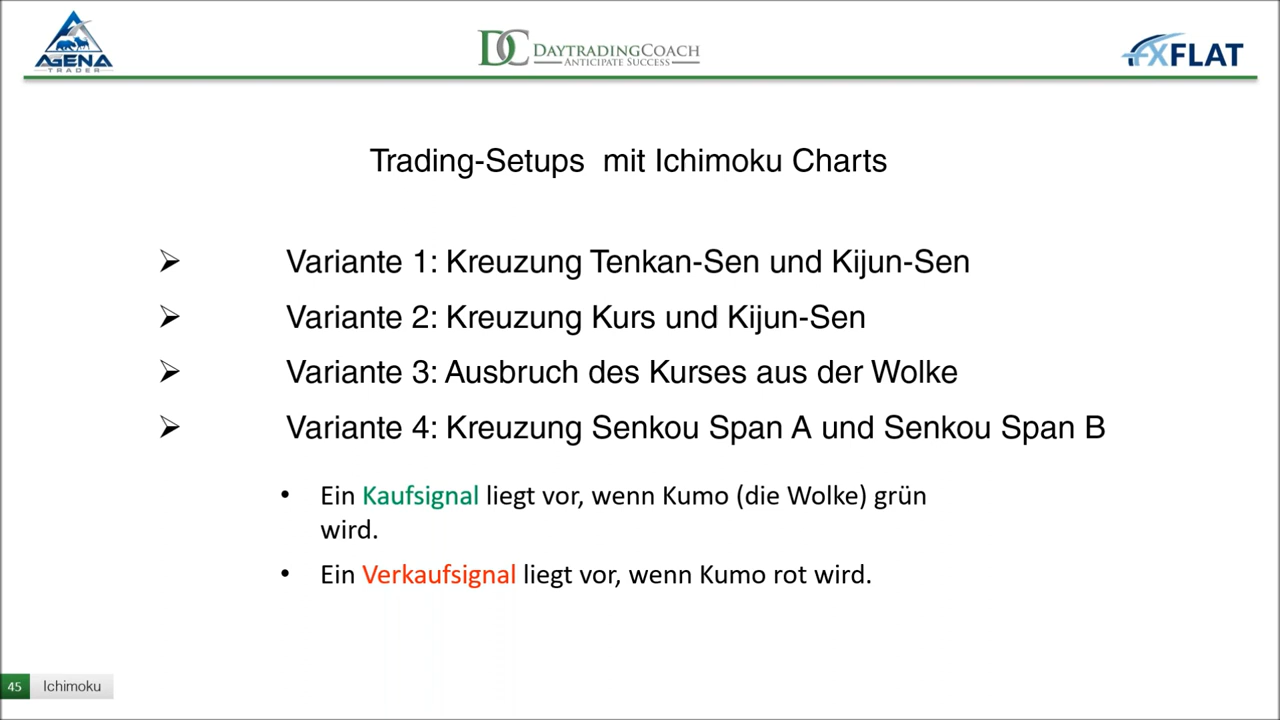 AGENA
TRADER
DC DAYTRADINGCOACH
ANTICIPATE SUCCESS
FXFLAT
Trading-Setups mit Ichimoku Charts
➢ Variante 1: Kreuzung Tenkan-Sen und Kijun-Sen
➢ Variante 2: Kreuzung Kurs und Kijun-Sen
➢ Variante 3: Ausbruch des Kurses aus der Wolke
➢ Variante 4: Kreuzung Senkou Span A und Senkou Span B
• Ein Kaufsignal liegt vor, wenn Kumo (die Wolke) grün
wird.
• Ein Verkaufsignal liegt vor, wenn Kumo rot wird.
45 Ichimoku